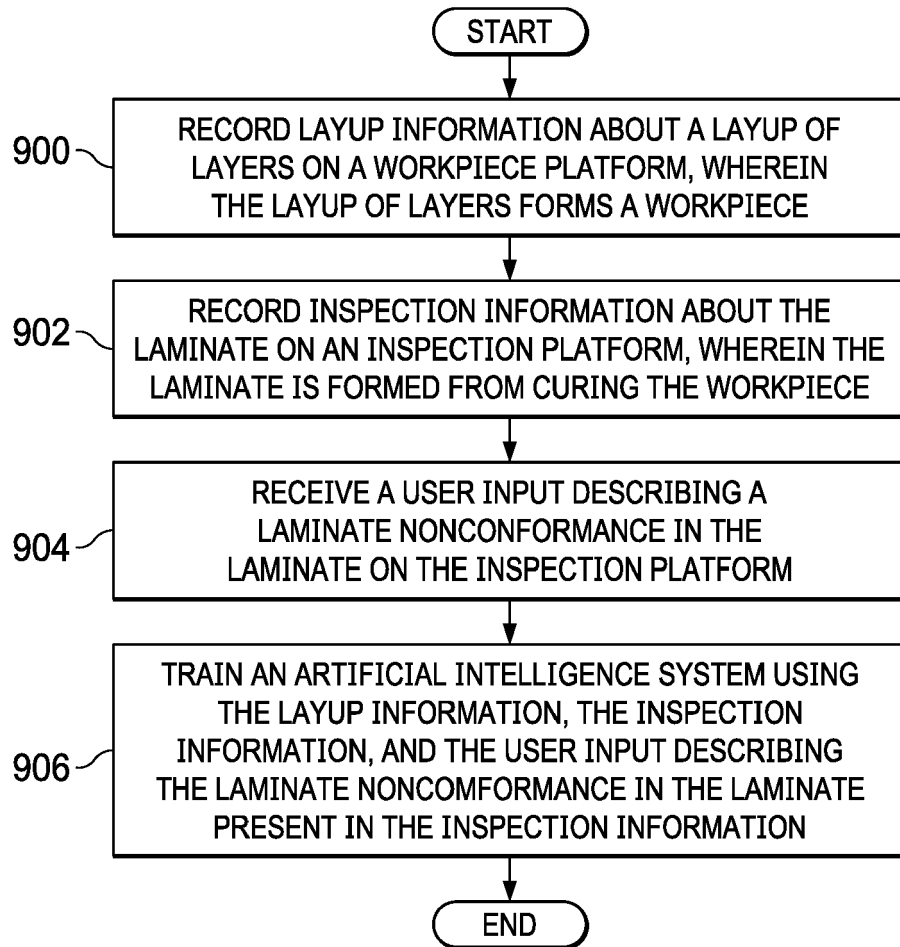 START
900
RECORD LAYUP INFORMATION ABOUT A LAYUP OF
LAYERS ON A WORKPIECE PLATFORM, WHEREIN
THE LAYUP OF LAYERS FORMS A WORKPIECE
902
RECORD INSPECTION INFORMATION ABOUT THE
LAMINATE ON AN INSPECTION PLATFORM, WHEREIN THE
LAMINATE IS FORMED FROM CURING THE WORKPIECE
904
RECEIVE A USER INPUT DESCRIBING A
LAMINATE NONCONFORMANCE IN THE
LAMINATE ON THE INSPECTION PLATFORM
906
TRAIN AN ARTIFICIAL INTELLIGENCE SYSTEM USING
THE LAYUP INFORMATION, THE INSPECTION
INFORMATION, AND THE USER INPUT DESCRIBING
THE LAMINATE NONCOMFORMANCE IN THE LAMINATE
PRESENT IN THE INSPECTION INFORMATION
END